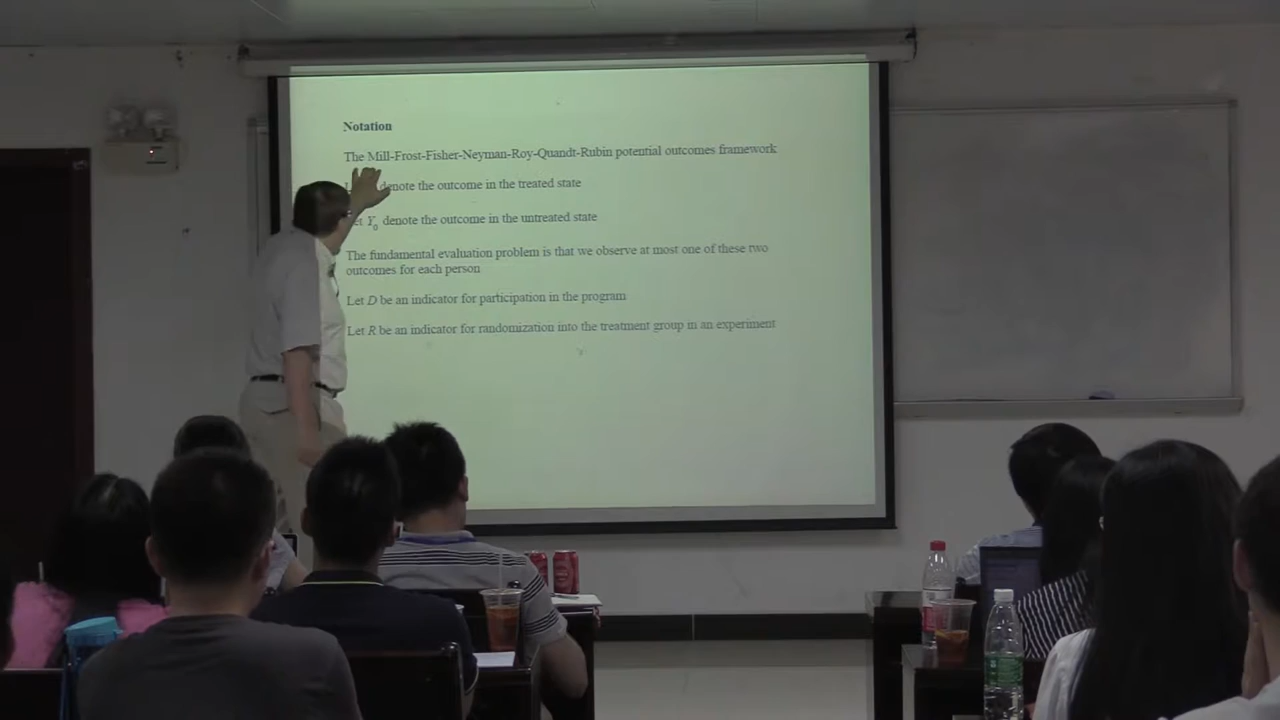 Notation
The Mill-Frost-Fisher-Neyman-Roy-Quandt-Rubin potential outcomes framework
denote the outcome in the treated state
Let Y0 denote the outcome in the untreated state
The fundamental evaluation problem is that we observe at most one of these two
outcomes for each person
Let D be an indicator for participation in the program
Let R be an indicator for randomization into the treatment group in an experiment